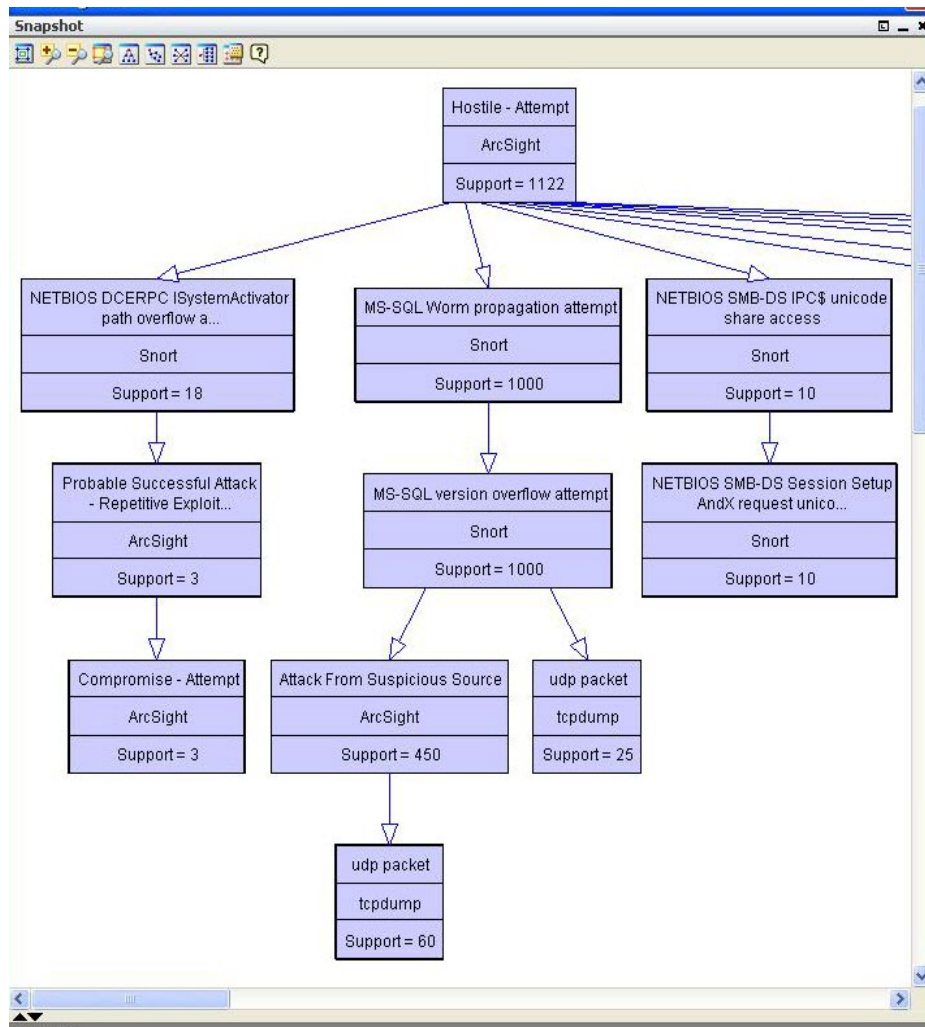 Snapshot
Hostile - Attempt
ArcSight
Support = 1122
NETBIOS DCERPC ISystemActivator
path overflow a...
Snort
Support = 18
MS-SQL Worm propagation attempt
Snort
Support = 1000
NETBIOS SMB-DS IPC$ unicode
share access
Snort
Support = 10
Probable Successful Attack
- Repetitive Exploit...
ArcSight
Support = 3
MS-SQL version overflow attempt
Snort
Support = 1000
NETBIOS SMB-DS Session Setup
AndX request unico...
Snort
Support = 10
Compromise - Attempt
ArcSight
Support = 3
Attack From Suspicious Source
ArcSight
Support = 450
udp packet
tcpdump
Support = 25
udp packet
tcpdump
Support = 60